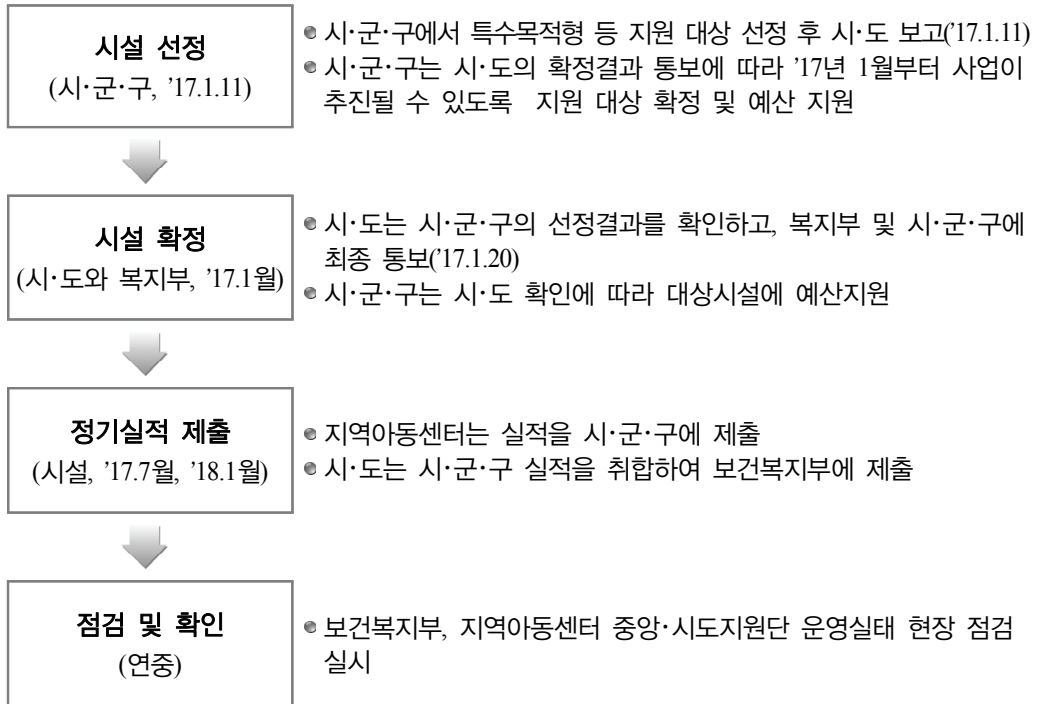 시설 선정
(시･군･구, ’17.1.11)
● 시･군･구에서 특수목적형 등 지원 대상 선정 후 시･도 보고(’17.1.11)
● 시･군･구는 시･도의 확정결과 통보에 따라 ’17년 1월부터 사업이
추진될 수 있도록 지원 대상 확정 및 예산 지원
시설 확정
(시･도와 복지부, ’17.1월)
● 시･도는 시･군･구의 선정결과를 확인하고, 복지부 및 시･군･구에
최종 통보(’17.1.20)
● 시･군･구는 시･도 확인에 따라 대상시설에 예산지원
정기실적 제출
(시설, ’17.7월, ’18.1월)
● 지역아동센터는 실적을 시･군･구에 제출
● 시･도는 시･군･구 실적을 취합하여 보건복지부에 제출
점검 및 확인
(연중)
● 보건복지부, 지역아동센터 중앙･시도지원단 운영실태 현장 점검
실시